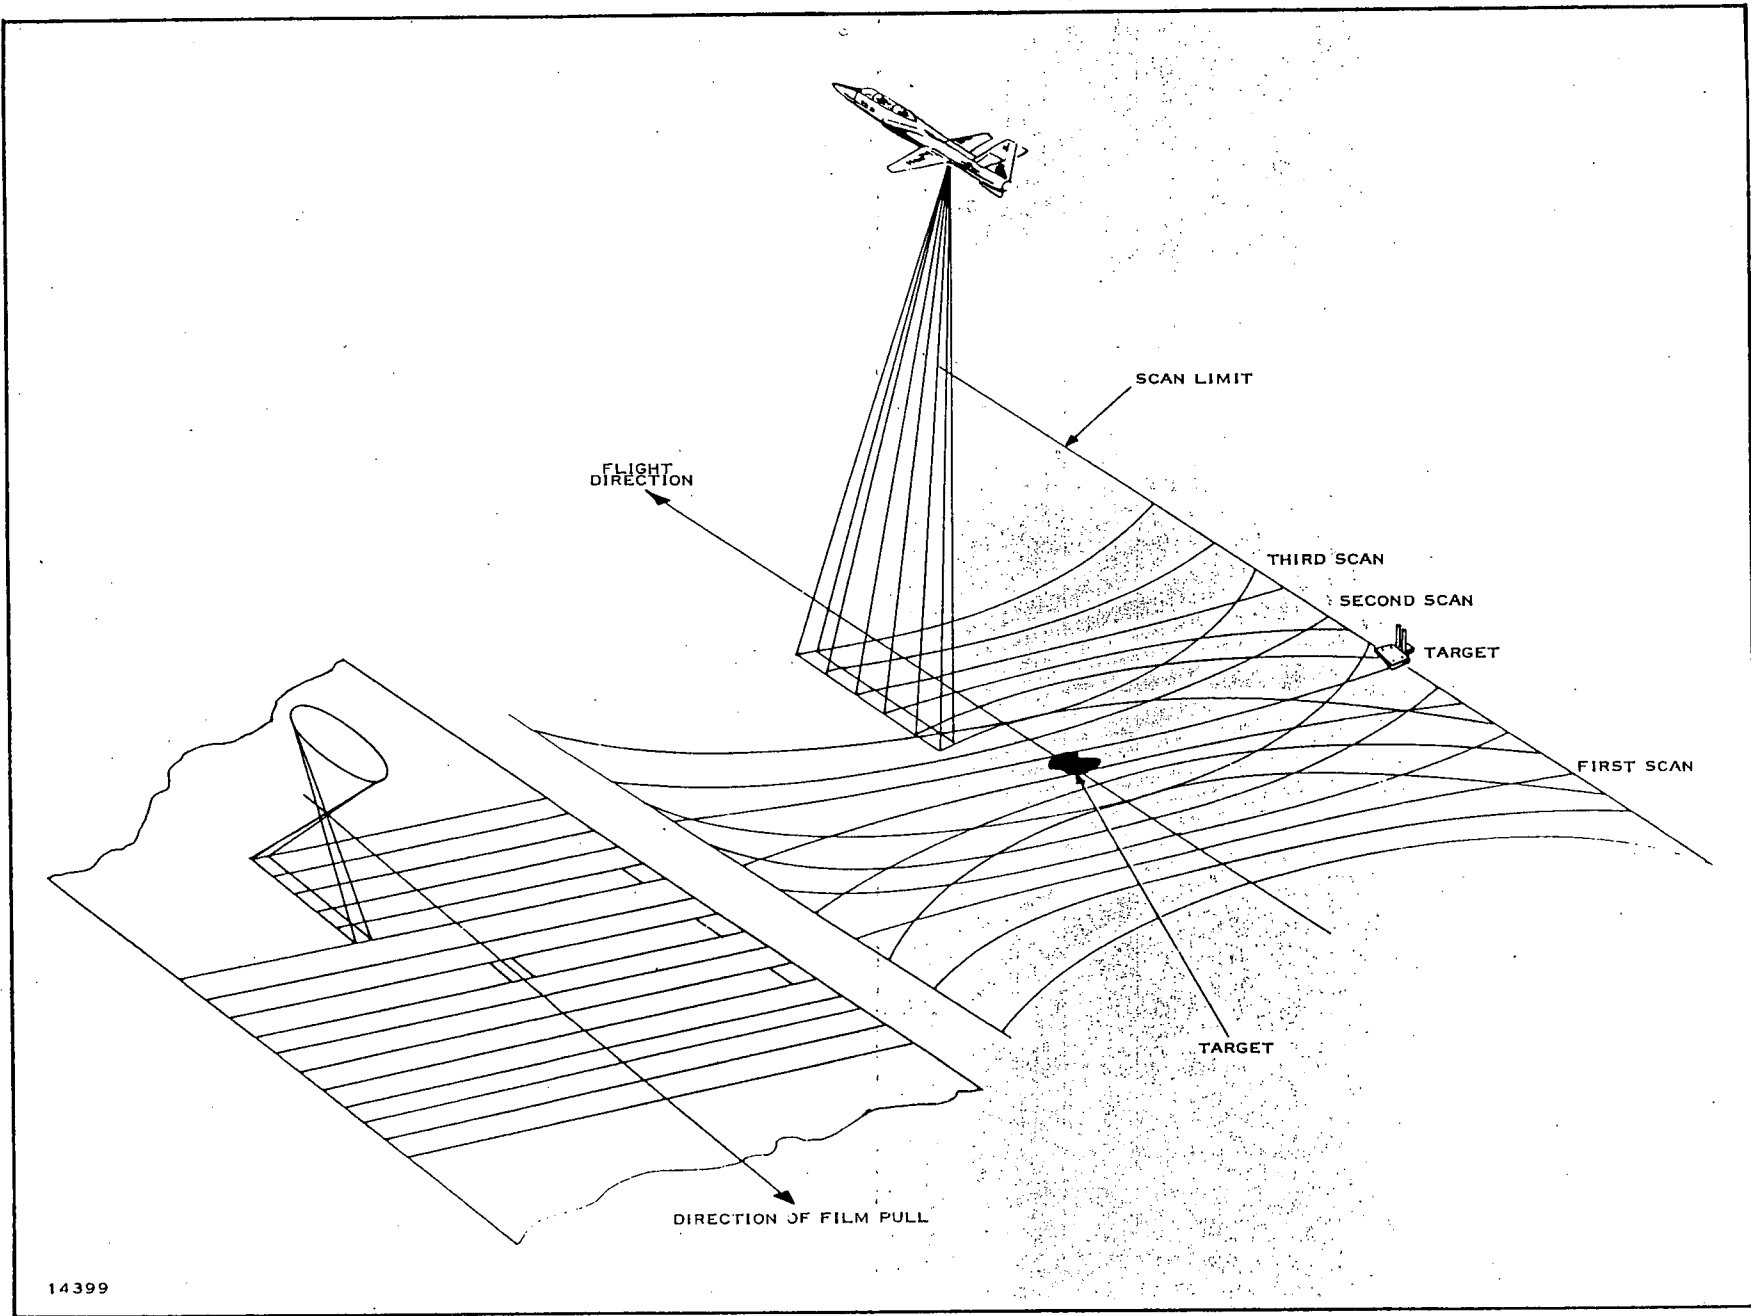 SCAN LIMIT
FLIGHT
DIRECTION
THIRD SCAN
SECOND SCAN
TARGET
FIRST SCAN
TARGET
DIRECTION OF FILM PULL
14399